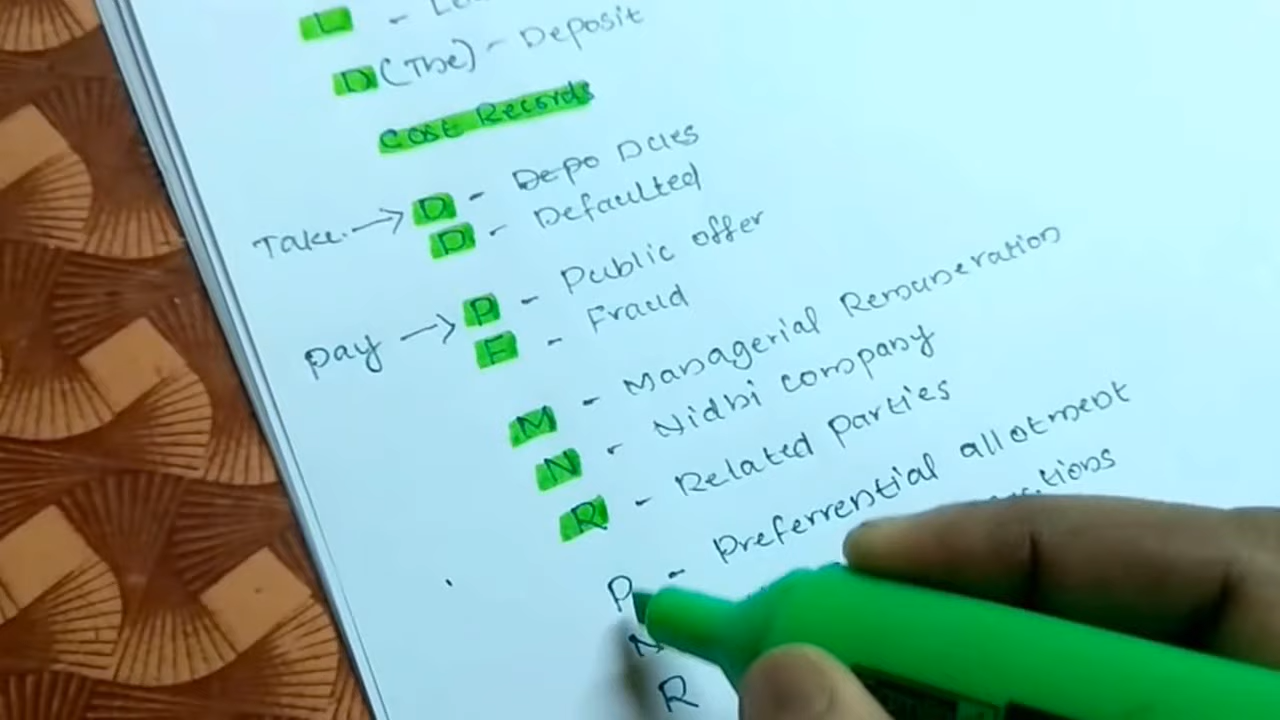 L -
D (The) - Deposit
Cost Records
Take → D - Depo Dues
D - Defaulted
Pay → P - Public offer
F - Fraud
M - Managerial Remuneration
N - Nidhi company
R - Related parties
P - preferrential allotment
N
R